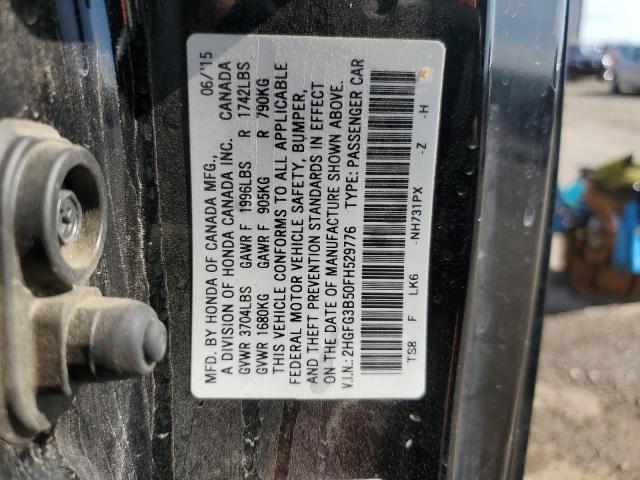 MFD. BY HONDA OF CANADA MFG., 06/'15
A DIVISION OF HONDA CANADA INC. CANADA
GVWR 3704LBS GAWR F 1996LBS R 1742LBS
GVWR 1680KG GAWR F 905KG R 790KG
THIS VEHICLE CONFORMS TO ALL APPLICABLE
FEDERAL MOTOR VEHICLE SAFETY, BUMPER,
AND THEFT PREVENTION STANDARDS IN EFFECT
ON THE DATE OF MANUFACTURE SHOWN ABOVE.
V.I.N.: 2HGFG3B50FH529776 TYPE: PASSENGER CAR
TS8 F LK6 -NH731PX -Z -H